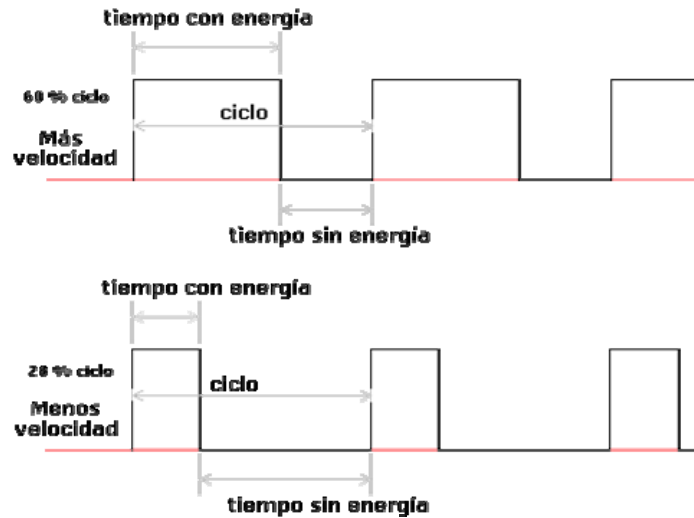 tiempo con energía
60 % ciclo
ciclo
Más
velocidad
tiempo sin energía
tiempo con energía
28 % ciclo
ciclo
Menos
velocidad
tiempo sin energía